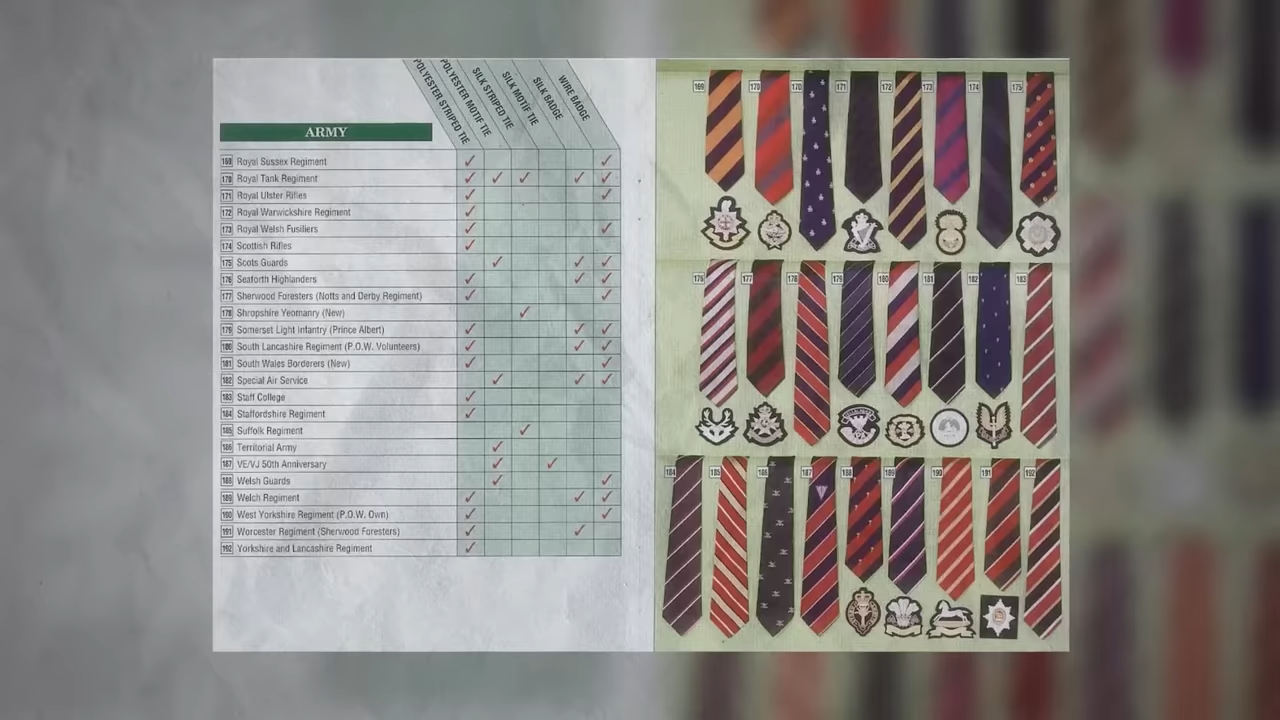 POLYESTER STRIPED TIE
POLYESTER MOTIF TIE
SILK STRIPED TIE
SILK MOTIF TIE
SILK BADGE
WIRE BADGE
ARMY
169 Royal Sussex Regiment ✓ ✓
170 Royal Tank Regiment ✓ ✓ ✓ ✓ ✓
171 Royal Ulster Rifles ✓ ✓
172 Royal Warwickshire Regiment ✓
173 Royal Welsh Fusiliers ✓ ✓
174 Scottish Rifles ✓
175 Scots Guards ✓ ✓ ✓
176 Seaforth Highlanders ✓ ✓ ✓
177 Sherwood Foresters (Notts and Derby Regiment) ✓ ✓
178 Shropshire Yeomanry (New) ✓
179 Somerset Light Infantry (Prince Albert) ✓ ✓ ✓
180 South Lancashire Regiment (P.O.W. Volunteers) ✓ ✓ ✓
181 South Wales Borderers (New) ✓ ✓
182 Special Air Service ✓ ✓ ✓
183 Staff College ✓
184 Staffordshire Regiment ✓
185 Suffolk Regiment ✓
186 Territorial Army ✓
187 VE/VJ 50th Anniversary ✓ ✓
188 Welsh Guards ✓ ✓
189 Welch Regiment ✓ ✓ ✓
190 West Yorkshire Regiment (P.O.W. Own) ✓ ✓
191 Worcester Regiment (Sherwood Foresters) ✓ ✓
192 Yorkshire and Lancashire Regiment ✓
169 170 170 171 172 173 174 175
176 177 178 179 180 181 182 183
184 185 186 187 188 189 190 191 192